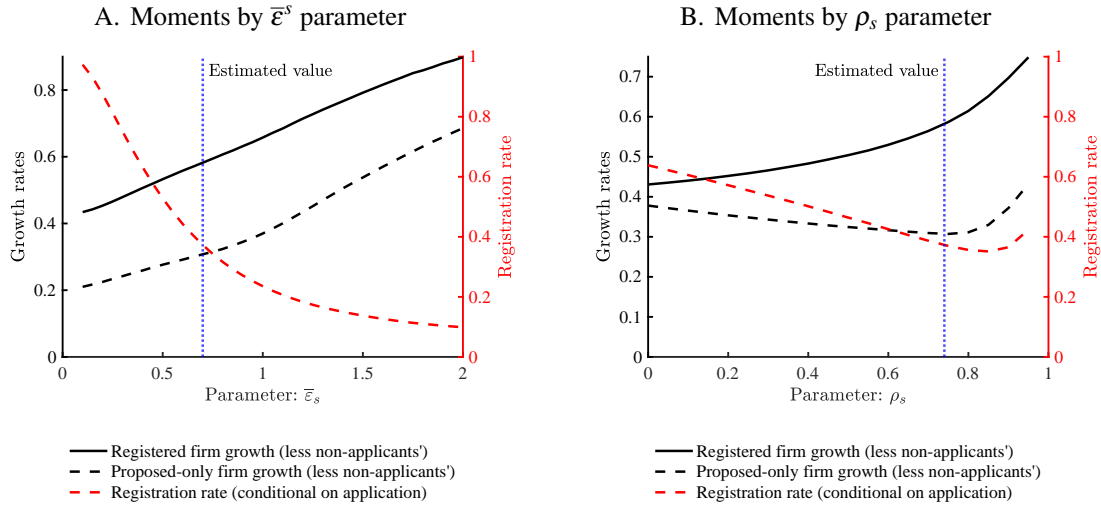 A. Moments by ε̅ˢ parameter
Estimated value
Growth rates
0
0.2
0.4
0.6
0.8
0
0.5
1
1.5
2
0
0.2
0.4
0.6
0.8
1
Registration rate
Parameter: ε̅ₛ
Registered firm growth (less non-applicants')
Proposed-only firm growth (less non-applicants')
Registration rate (conditional on application)
B. Moments by ρₛ parameter
Estimated value
Growth rates
0
0.1
0.2
0.3
0.4
0.5
0.6
0.7
0
0.2
0.4
0.6
0.8
1
0
0.2
0.4
0.6
0.8
1
Registration rate
Parameter: ρₛ
Registered firm growth (less non-applicants')
Proposed-only firm growth (less non-applicants')
Registration rate (conditional on application)